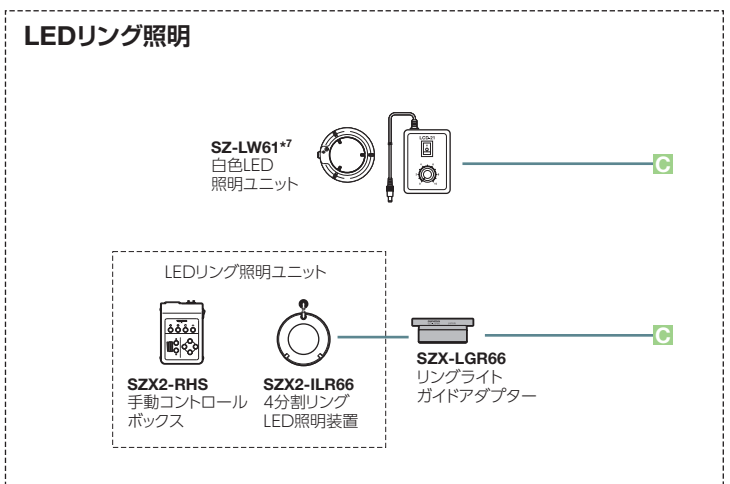 LEDリング照明
LCD-21
SZ-LW61*7
白色LED
照明ユニット
C
LEDリング照明ユニット
C
SZX2-RHS
手動コントロール
ボックス
SZX2-ILR66
4分割リング
LED照明装置
SZX-LGR66
リングライト
ガイドアダプター